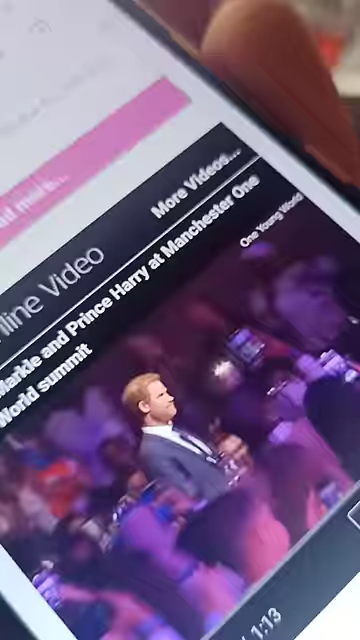 More Videos...
line Video
Markle and Prince Harry at Manchester One
World summit
One Young World
1:13